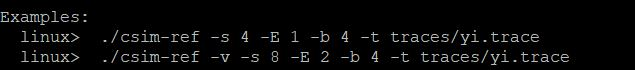 Examples:
linux>  ./csim-ref -s 4 -E 1 -b 4 -t traces/yi.trace
linux>  ./csim-ref -v -s 8 -E 2 -b 4 -t traces/yi.trace